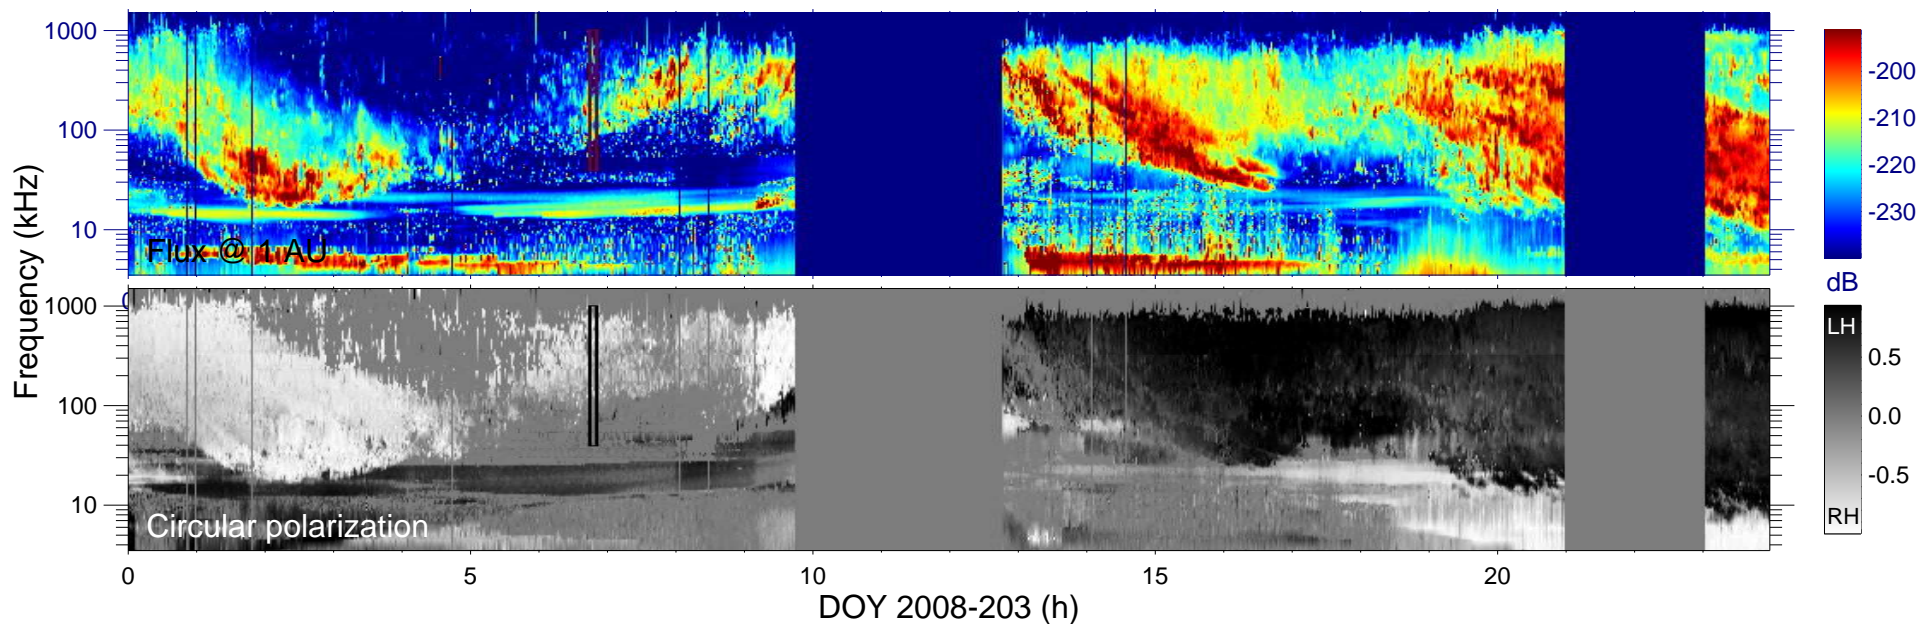 1000
100
10
Flux @ 1 AU
-200
-210
-220
-230
dB
Frequency (kHz)
0
1000
100
10
Circular polarization
LH
0.5
0.0
-0.5
RH
0
5
10
15
20
DOY 2008-203 (h)